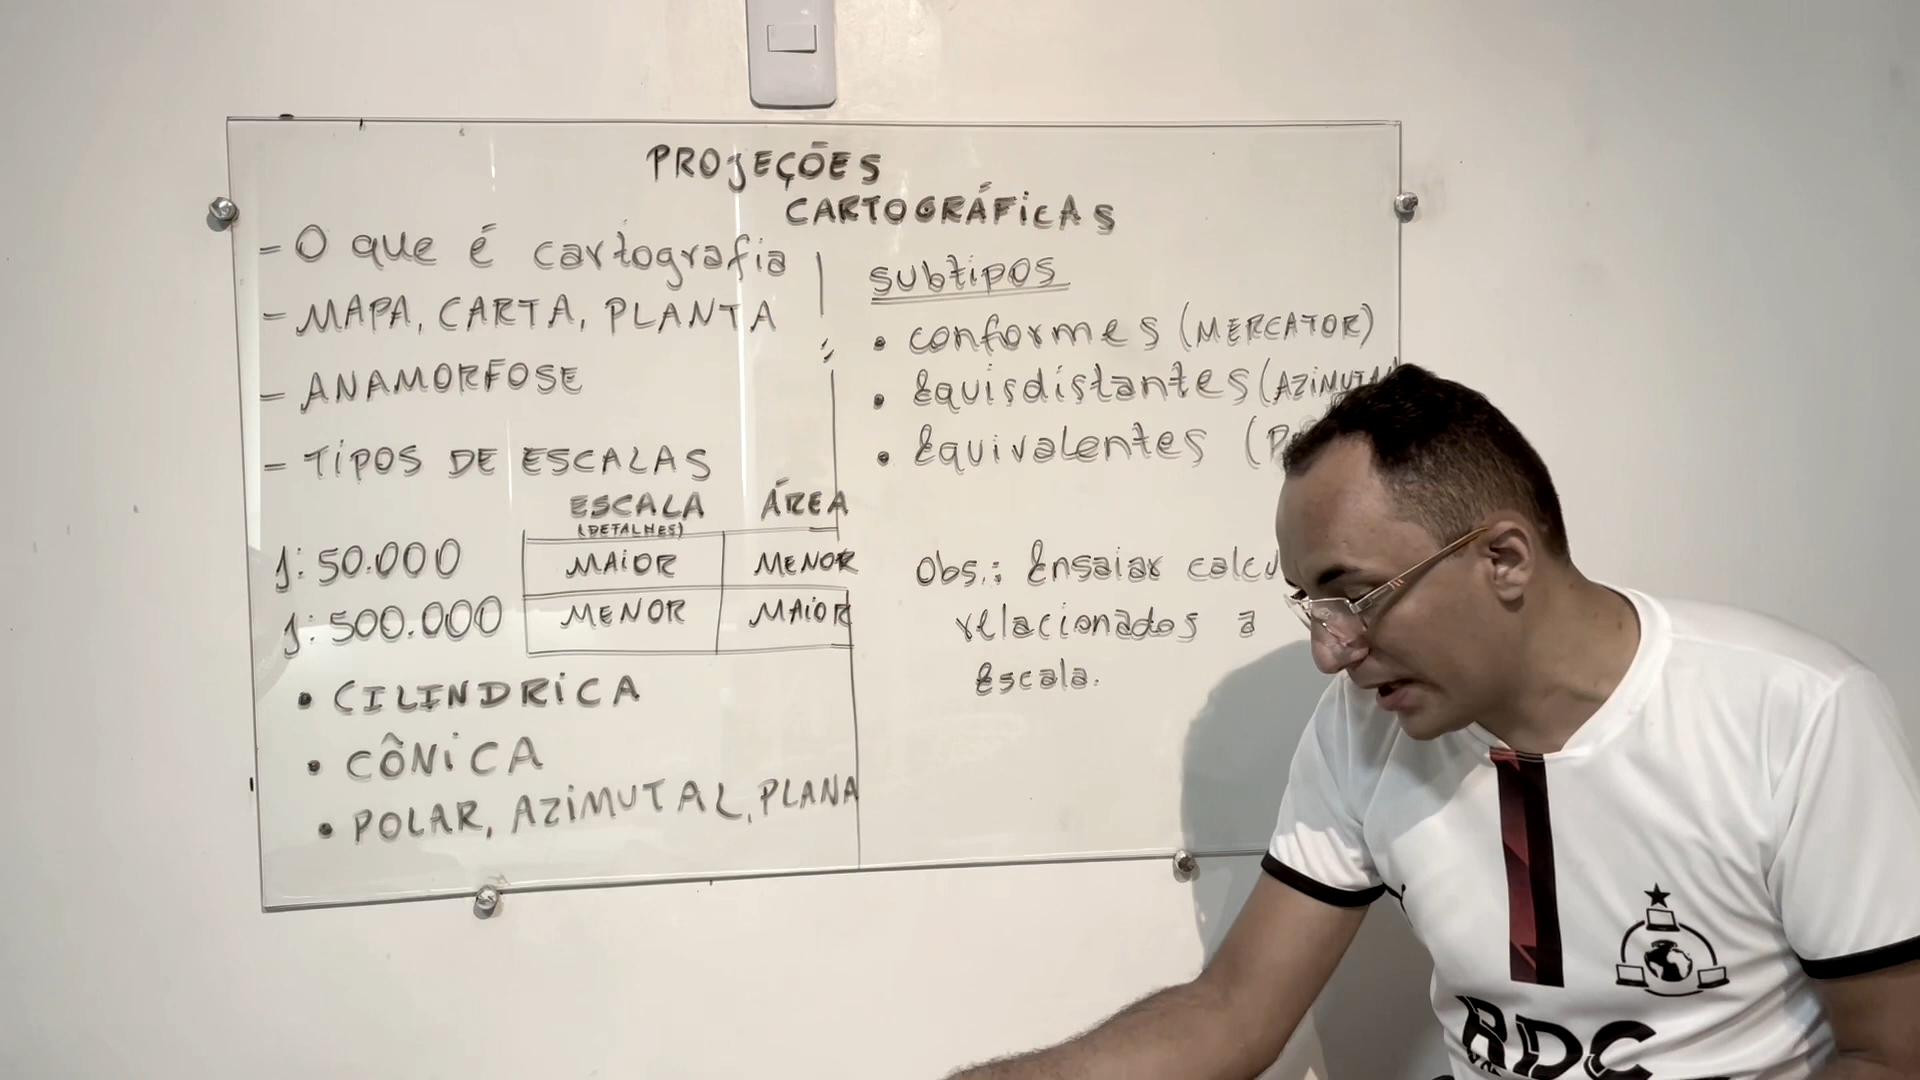 PROJEÇÕES
CARTOGRÁFICAS
- O que é cartografia
- MAPA, CARTA, PLANTA
- ANAMORFOSE
- TIPOS DE ESCALAS
ESCALA ÁREA
(DETALHES)
1:50.000 MAIOR MENOR
1:500.000 MENOR MAIOR
• CILINDRICA
• CÔNICA
• POLAR, AZIMUTAL, PLANA
SUBTIPOS
• conformes (MERCATOR)
• Equisdistantes (AZIMUTAL
• Equivalentes (
Obs.: Ensaiar
relacionados a
Escala.
RDC